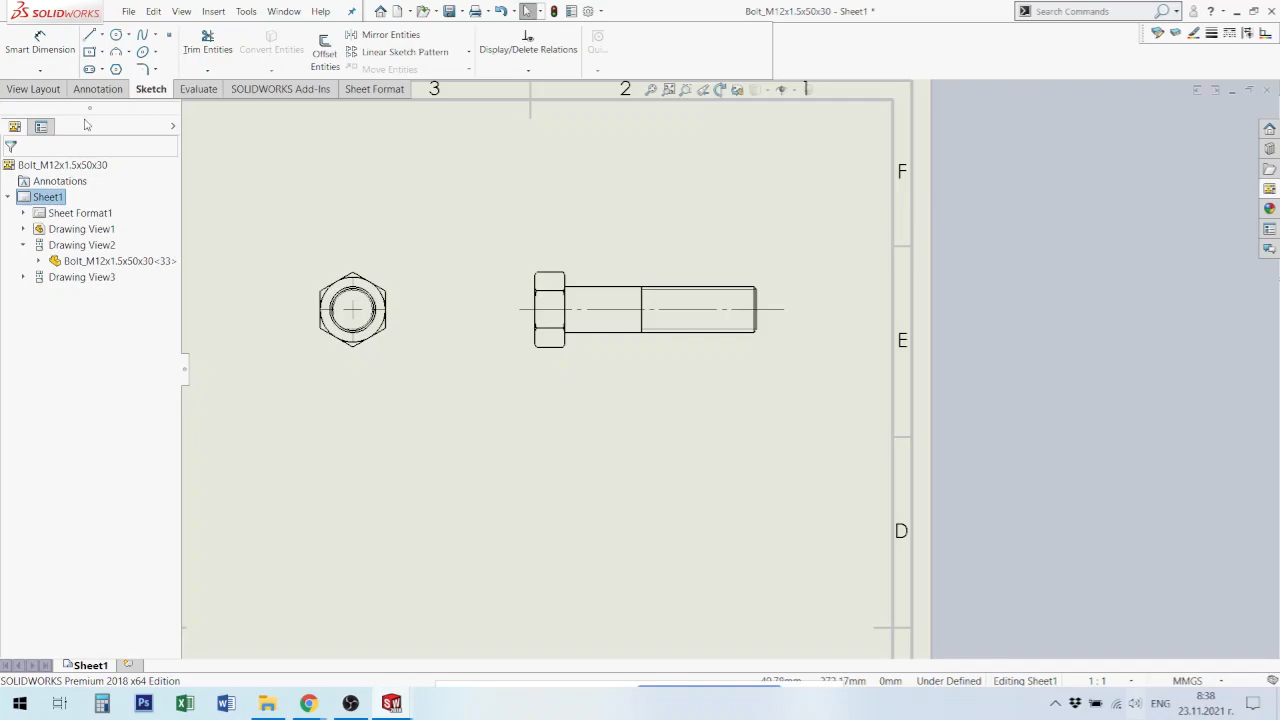 SOLIDWORKS File Edit View Insert Tools Window Help Bolt_M12x1.5x50x30 - Sheet1 * Search Commands ?
Smart Dimension Trim Entities Convert Entities Offset Entities Mirror Entities Linear Sketch Pattern Move Entities Display/Delete Relations Qui...
View Layout Annotation Sketch Evaluate SOLIDWORKS Add-Ins Sheet Format
3 2 1
Bolt_M12x1.5x50x30
Annotations
Sheet1
Sheet Format1
Drawing View1
Drawing View2
Bolt_M12x1.5x50x30<33>
Drawing View3
F
E
D
Sheet1
SOLIDWORKS Premium 2018 x64 Edition 0mm Under Defined Editing Sheet1 1 : 1 MMGS
Ps SW ENG 8:38
23.11.2021 г.